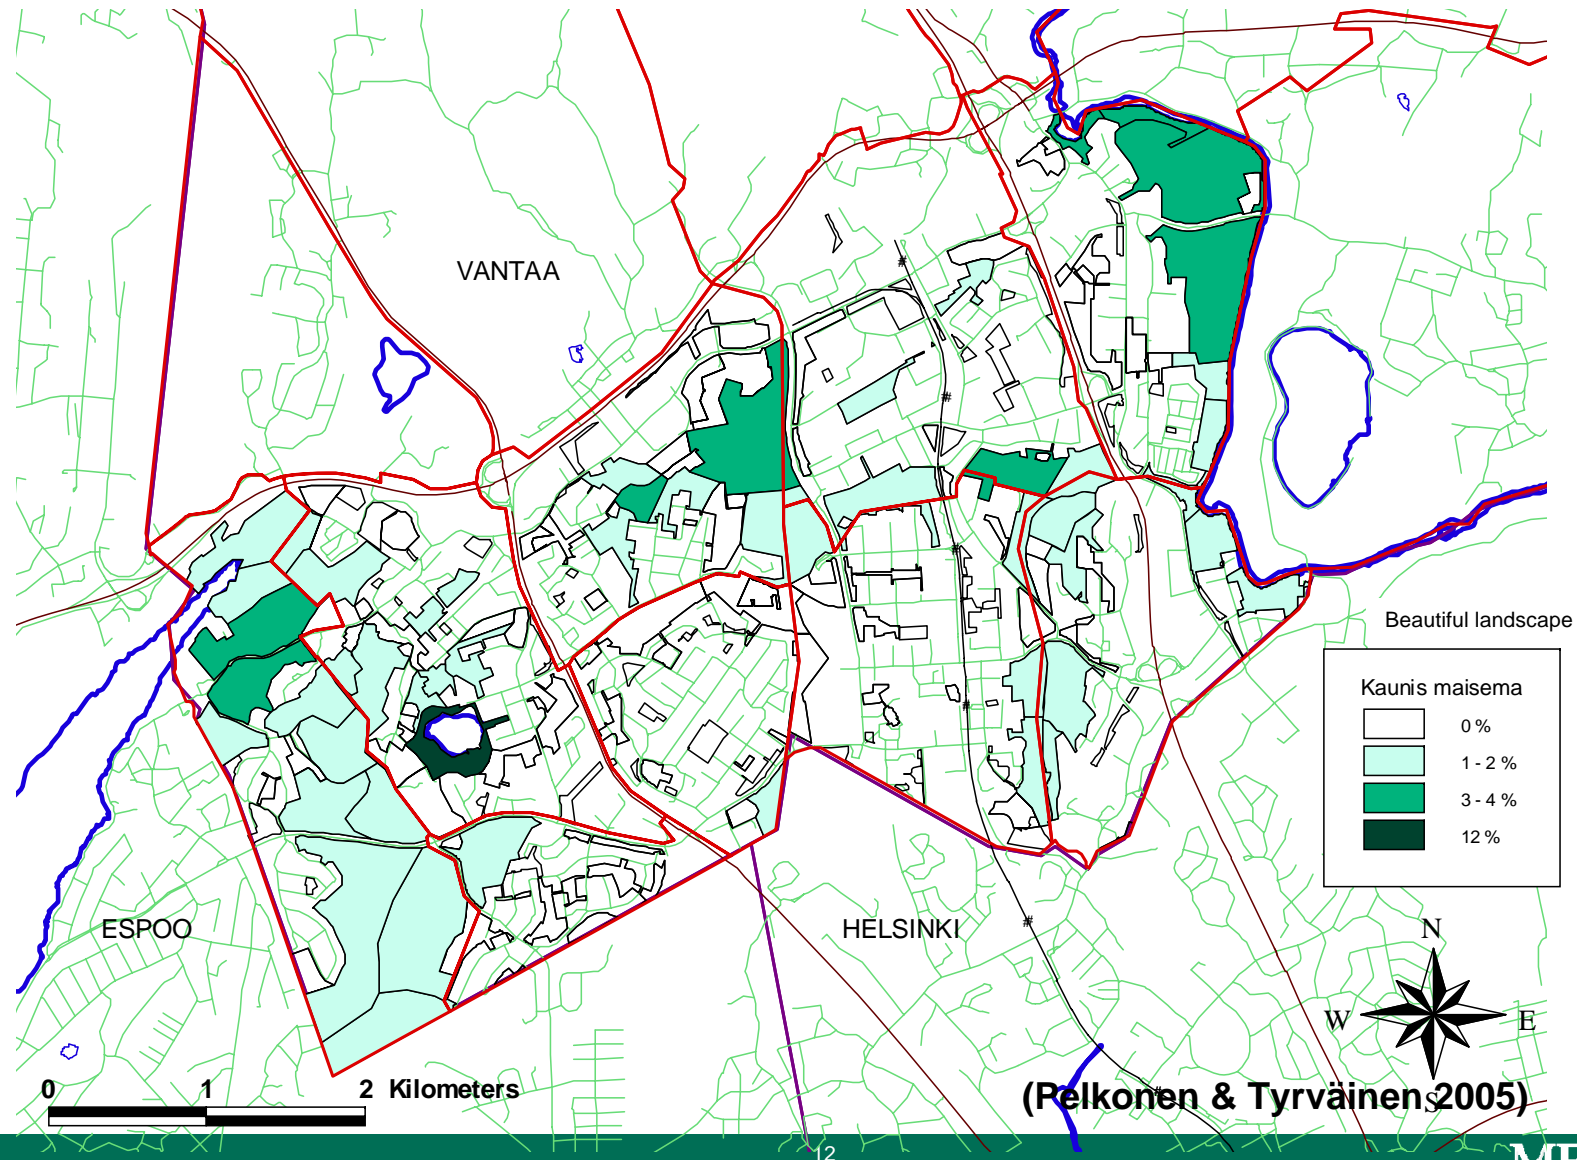 VANTAA
Beautiful landscape
Kaunis maisema
0 %
1 - 2 %
3 - 4 %
12 %
ESPOO
HELSINKI
N
W
E
S
0 1 2 Kilometers
(Pelkonen & Tyrväinen 2005)
12